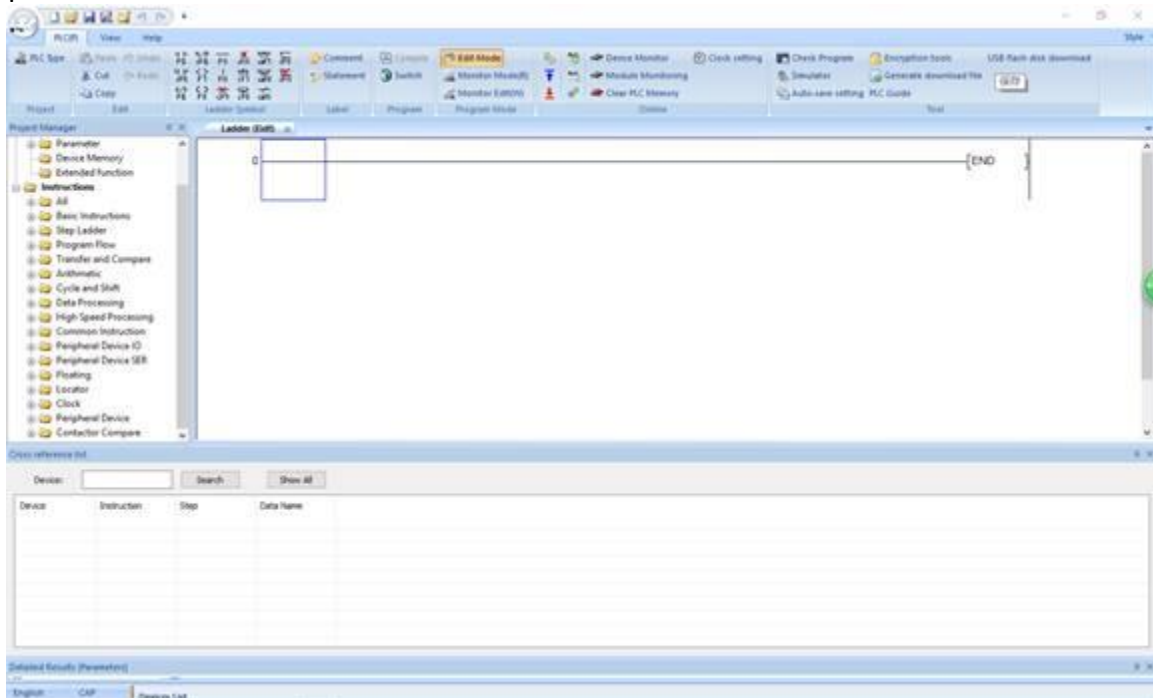 PLC(P) View Help Style
PLC Type Comment Compile Edit Mode Device Monitor Clock setting Check Program Encryption tools USB flash disk download
Cut Statement Switch Monitor Mode(R) Module Monitoring Simulator Generate download file 保存
Copy Monitor Edit(W) Clear PLC Memory Auto-save setting PLC Guide
Project Edit Ladder Symbol Label Program Program Mode Online Tool
Project Manager
Ladder (Edit)
Parameter
Device Memory
Extended Function
Instructions
All
Basic Instructions
Step Ladder
Program Flow
Transfer and Compare
Arithmetic
Cycle and Shift
Data Processing
High Speed Processing
Common Instruction
Peripheral Device IO
Peripheral Device SER
Floating
Locator
Clock
Peripheral Device
Contactor Compare
0 END
Cross reference list
Device: Search Show All
Device Instruction Step Data Name
Detailed Results (Parameters)
English CAP Devices List